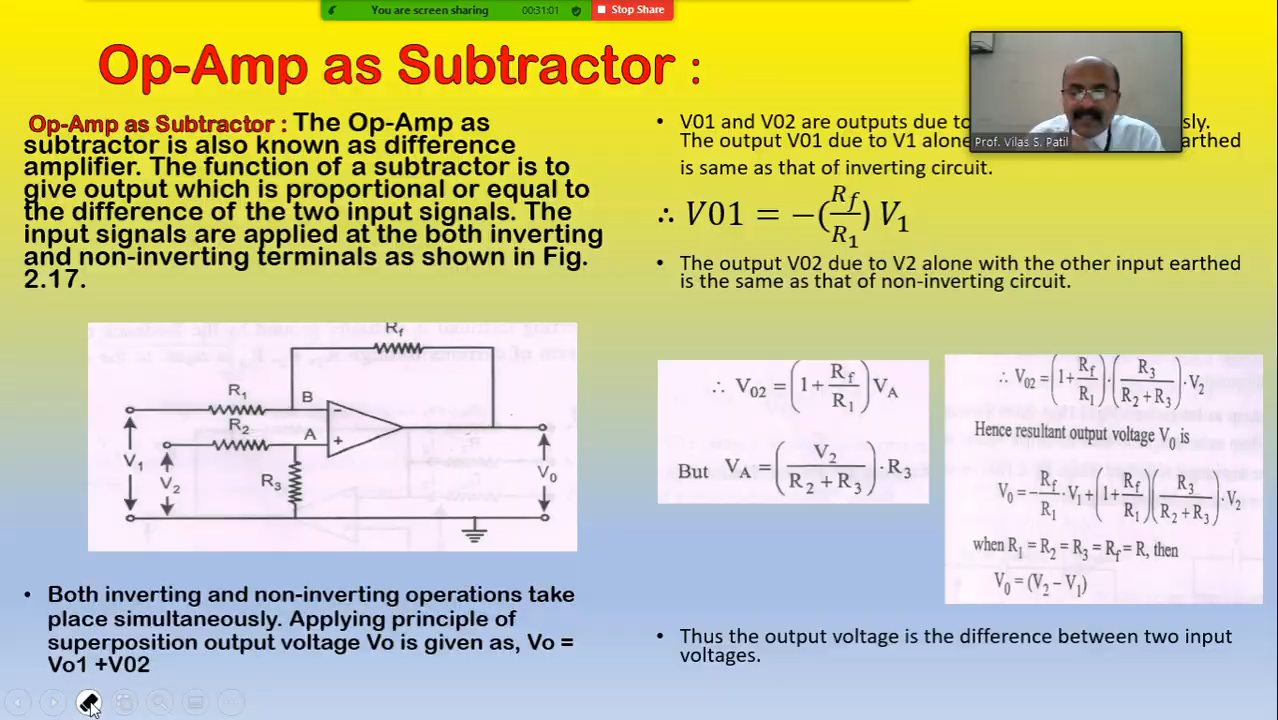 You are screen sharing
00:31:01
Stop Share
Op-Amp as Subtractor :
Op-Amp as Subtractor : The Op-Amp as
subtractor is also known as difference
amplifier. The function of a subtractor is to
give output which is proportional or equal to
the difference of the two input signals. The
input signals are applied at the both inverting
and non-inverting terminals as shown in Fig.
2.17.
Rf
R1
B
R2
A
R3
V1
V2
V0
−
+
• Both inverting and non-inverting operations take
place simultaneously. Applying principle of
superposition output voltage Vo is given as, Vo =
Vo1 +V02
• V01 and V02 are outputs due to
The output V01 due to V1 alone earthed
is same as that of inverting circuit.
∴ V01 = −(Rf/R1) V1
• The output V02 due to V2 alone with the other input earthed
is the same as that of non-inverting circuit.
∴ V02 = (1 + Rf/R1) VA
But VA = (V2/(R2 + R3)) · R3
∴ V02 = (1 + Rf/R1) · (R3/(R2 + R3)) · V2
Hence resultant output voltage V0 is
V0 = − Rf/R1 · V1 + (1 + Rf/R1) (R3/(R2 + R3)) · V2
when R1 = R2 = R3 = Rf = R, then
V0 = (V2 − V1)
• Thus the output voltage is the difference between two input
voltages.
Prof. Vilas S. Patil